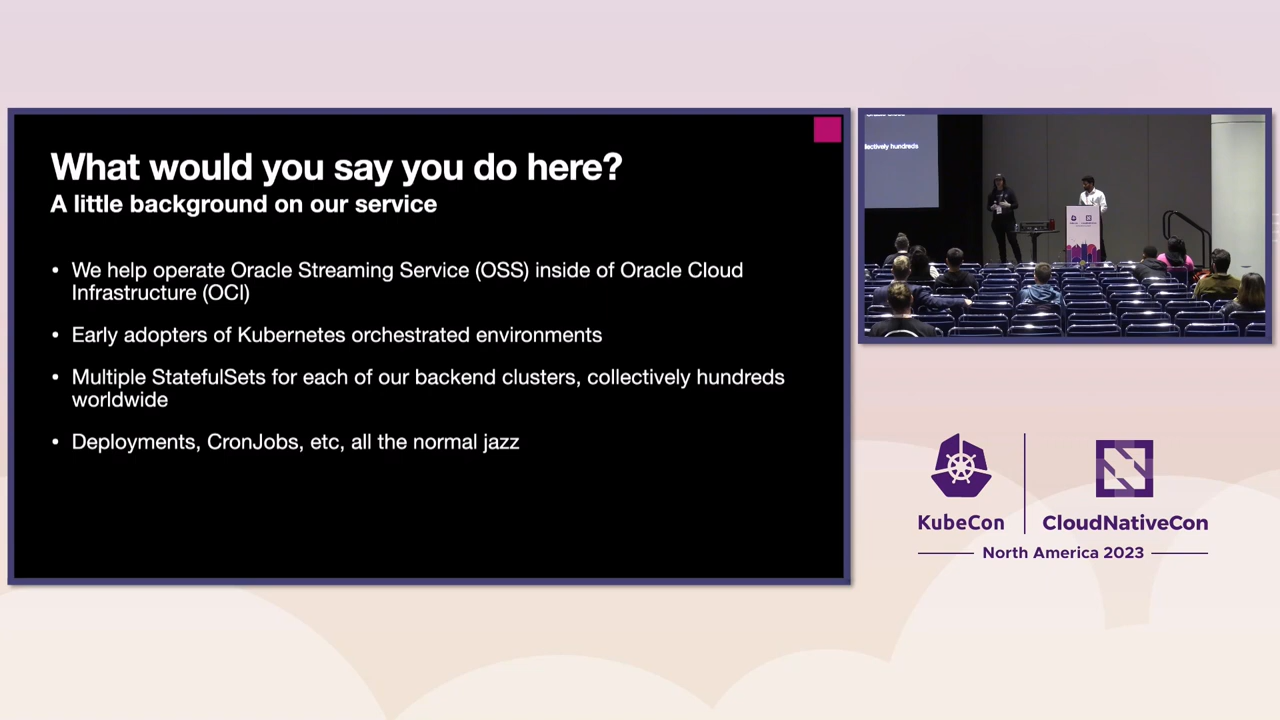 What would you say you do here?
A little background on our service
• We help operate Oracle Streaming Service (OSS) inside of Oracle Cloud
Infrastructure (OCI)
• Early adopters of Kubernetes orchestrated environments
• Multiple StatefulSets for each of our backend clusters, collectively hundreds
worldwide
• Deployments, CronJobs, etc, all the normal jazz
lectively hundreds
KubeCon
CloudNativeCon
North America 2023